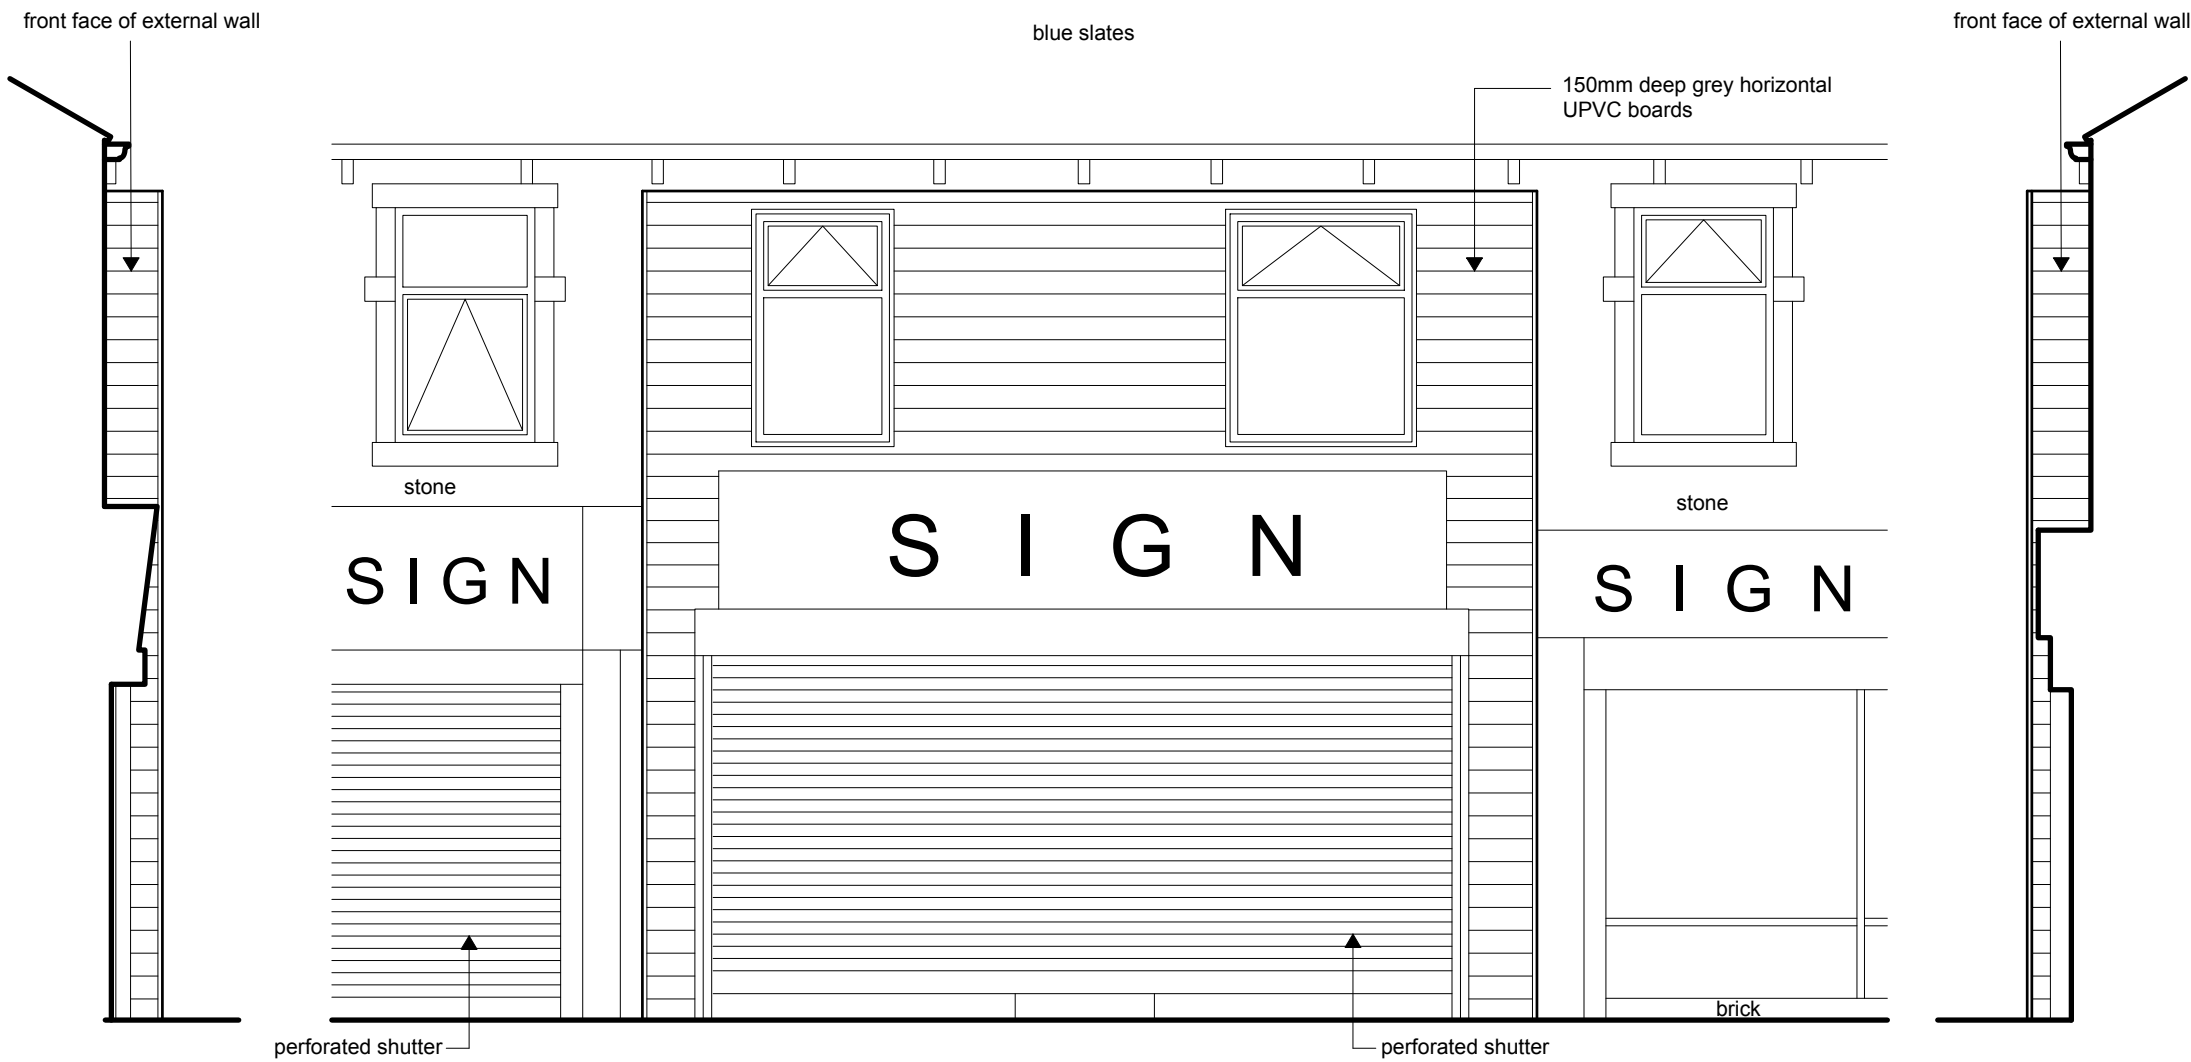 front face of external wall
blue slates
front face of external wall
150mm deep grey horizontal
UPVC boards
stone
stone
SIGN
SIGN
SIGN
brick
perforated shutter
perforated shutter